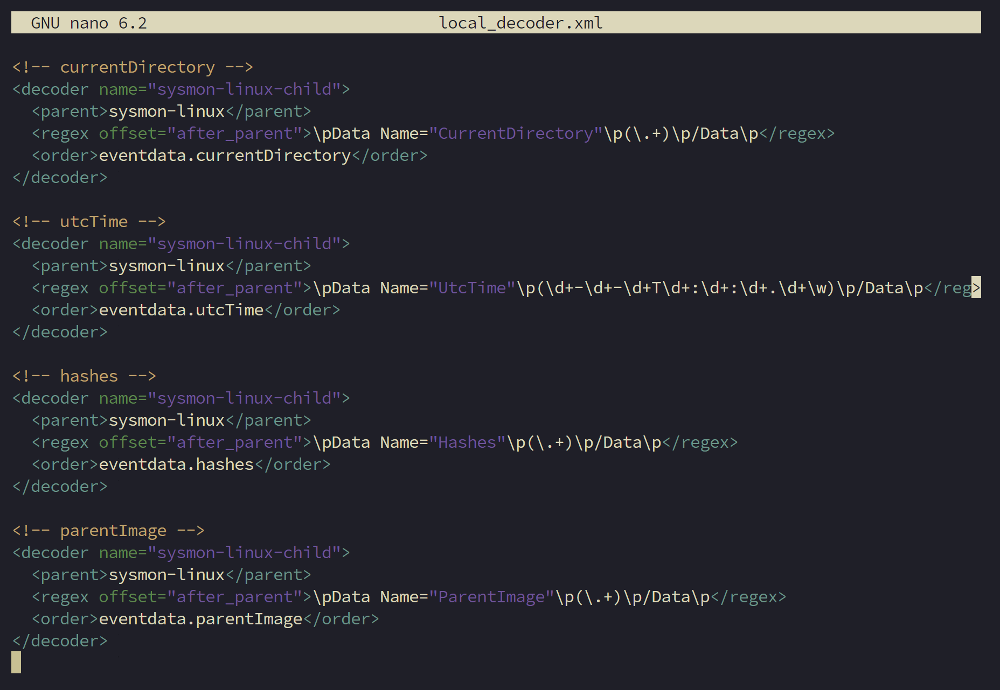 GNU nano 6.2 local_decoder.xml
<!-- currentDirectory -->
<decoder name="sysmon-linux-child">
  <parent>sysmon-linux</parent>
  <regex offset="after_parent">\pData Name="CurrentDirectory"\p(\.+)\p/Data\p</regex>
  <order>eventdata.currentDirectory</order>
</decoder>
<!-- utcTime -->
<decoder name="sysmon-linux-child">
  <parent>sysmon-linux</parent>
  <regex offset="after_parent">\pData Name="UtcTime"\p(\d+-\d+-\d+T\d+:\d+:\d+.\d+\w)\p/Data\p</reg>
  <order>eventdata.utcTime</order>
</decoder>
<!-- hashes -->
<decoder name="sysmon-linux-child">
  <parent>sysmon-linux</parent>
  <regex offset="after_parent">\pData Name="Hashes"\p(\.+)\p/Data\p</regex>
  <order>eventdata.hashes</order>
</decoder>
<!-- parentImage -->
<decoder name="sysmon-linux-child">
  <parent>sysmon-linux</parent>
  <regex offset="after_parent">\pData Name="ParentImage"\p(\.+)\p/Data\p</regex>
  <order>eventdata.parentImage</order>
</decoder>